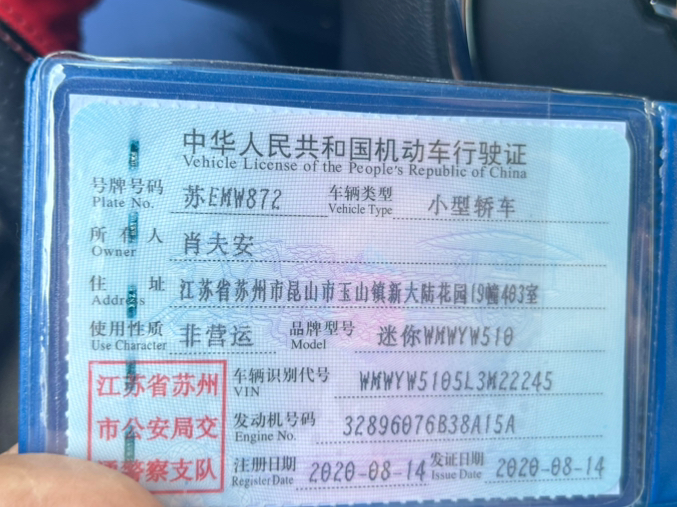 中华人民共和国机动车行驶证
Vehicle License of the People's Republic of China
号牌号码 苏EMW872 车辆类型 小型轿车
Plate No. Vehicle Type
所有人 肖夫安
Owner
住址 江苏省苏州市昆山市玉山镇新大陆花园19幢403室
Address
使用性质 非营运 品牌型号 迷你WMWYW510
Use Character Model
江苏省苏州
市公安局交
通警察支队
车辆识别代号 WMWYW5105L3M22245
VIN
发动机号码 32896076B38A15A
Engine No.
注册日期 2020-08-14 发证日期 2020-08-14
Register Date Issue Date